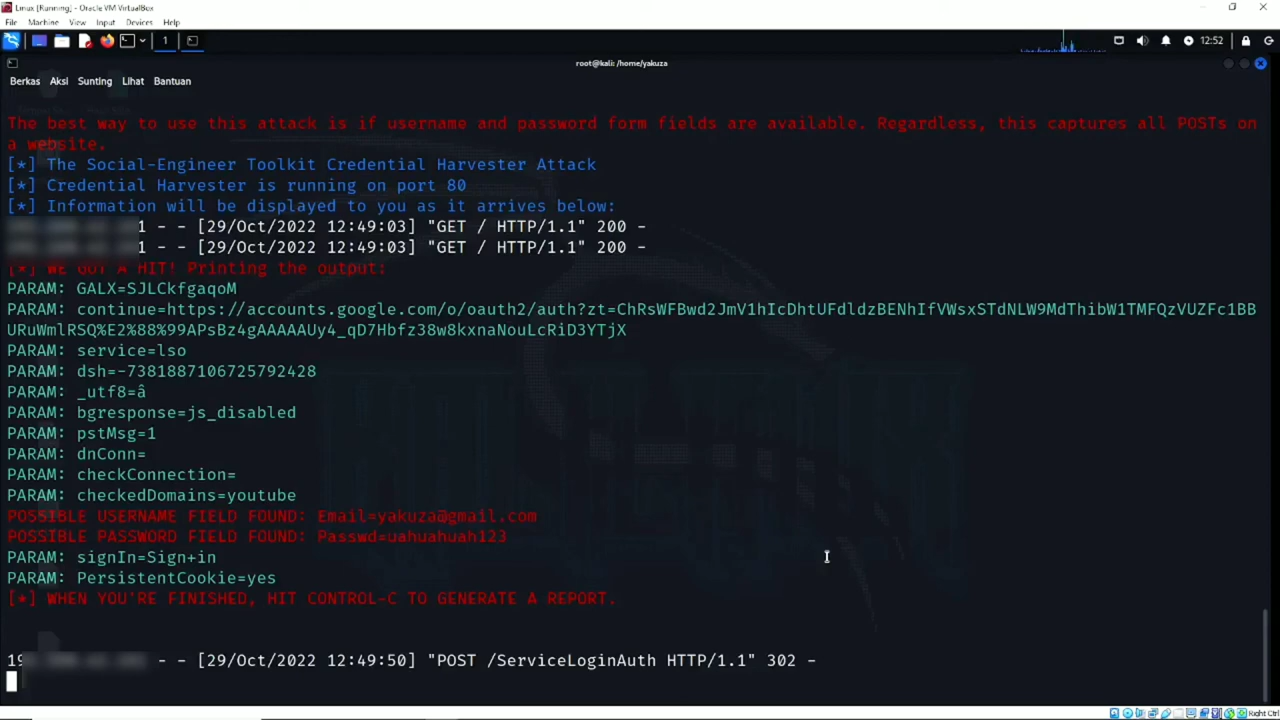 Linux [Running] - Oracle VM VirtualBox
File Machine View Input Devices Help
1
12:52
root@kali: /home/yakuza
Berkas Aksi Sunting Lihat Bantuan
The best way to use this attack is if username and password form fields are available. Regardless, this captures all POSTs on
a website.
[*] The Social-Engineer Toolkit Credential Harvester Attack
[*] Credential Harvester is running on port 80
[*] Information will be displayed to you as it arrives below:
1 - - [29/Oct/2022 12:49:03] "GET / HTTP/1.1" 200 -
1 - - [29/Oct/2022 12:49:03] "GET / HTTP/1.1" 200 -
[*] WE GOT A HIT! Printing the output:
PARAM: GALX=SJLCkfgaqoM
PARAM: continue=https://accounts.google.com/o/oauth2/auth?zt=ChRsWFBwd2JmV1hIcDhtUFdldzBENhIfVWsxSTdNLW9MdThibW1TMFQzVUZFc1BB
URuWmlRSQ%E2%88%99APsBz4gAAAAAUy4_qD7Hbfz38w8kxnaNouLcRiD3YTjX
PARAM: service=lso
PARAM: dsh=-7381887106725792428
PARAM: _utf8=â
PARAM: bgresponse=js_disabled
PARAM: pstMsg=1
PARAM: dnConn=
PARAM: checkConnection=
PARAM: checkedDomains=youtube
POSSIBLE USERNAME FIELD FOUND: Email=yakuza@gmail.com
POSSIBLE PASSWORD FIELD FOUND: Passwd=uahuahuah123
PARAM: signIn=Sign+in
PARAM: PersistentCookie=yes
[*] WHEN YOU'RE FINISHED, HIT CONTROL-C TO GENERATE A REPORT.
19 - - [29/Oct/2022 12:49:50] "POST /ServiceLoginAuth HTTP/1.1" 302 -
Right Ctrl